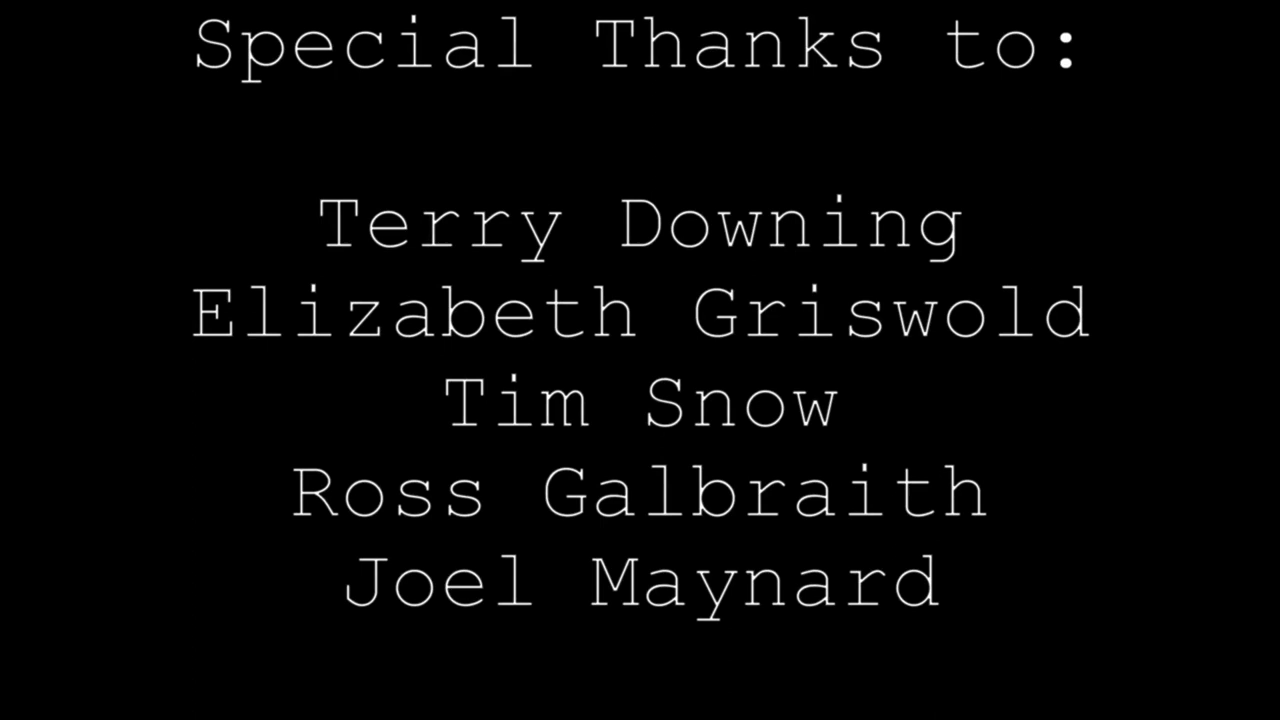 Special Thanks to:
Terry Downing
Elizabeth Griswold
Tim Snow
Ross Galbraith
Joel Maynard